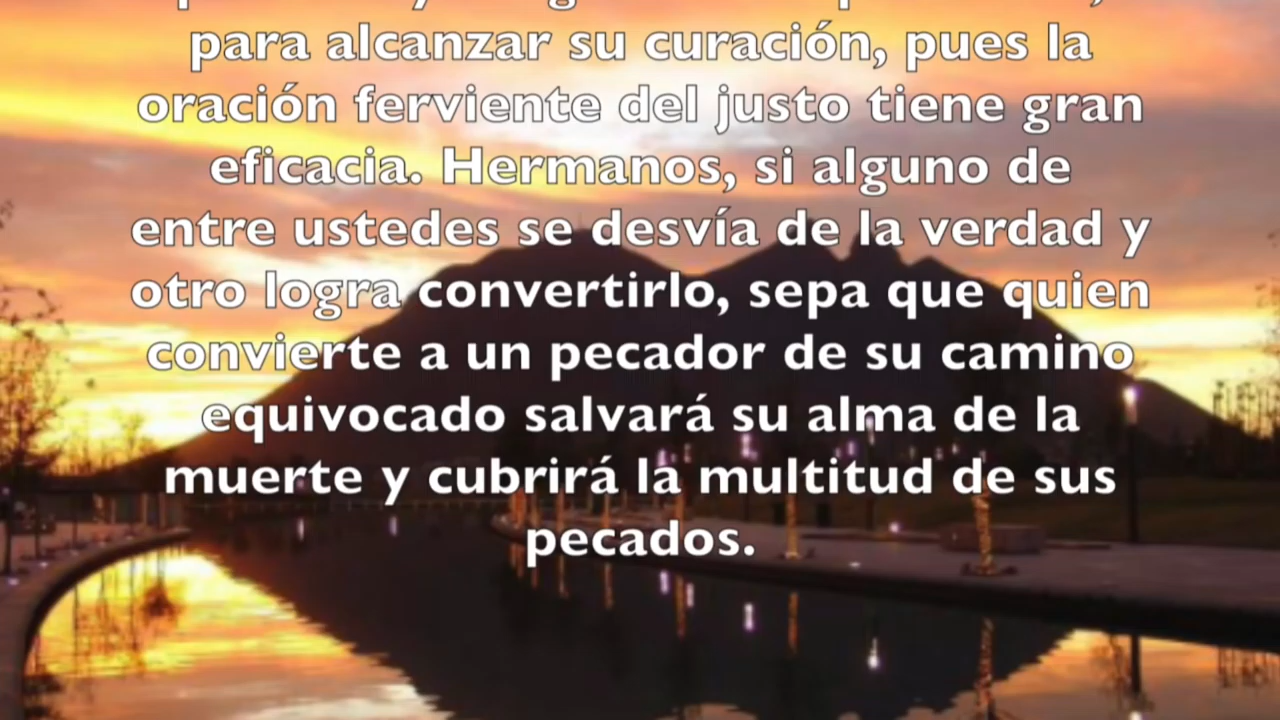 para alcanzar su curación, pues la
oración ferviente del justo tiene gran
eficacia. Hermanos, si alguno de
entre ustedes se desvía de la verdad y
otro logra convertirlo, sepa que quien
convierte a un pecador de su camino
equivocado salvará su alma de la
muerte y cubrirá la multitud de sus
pecados.